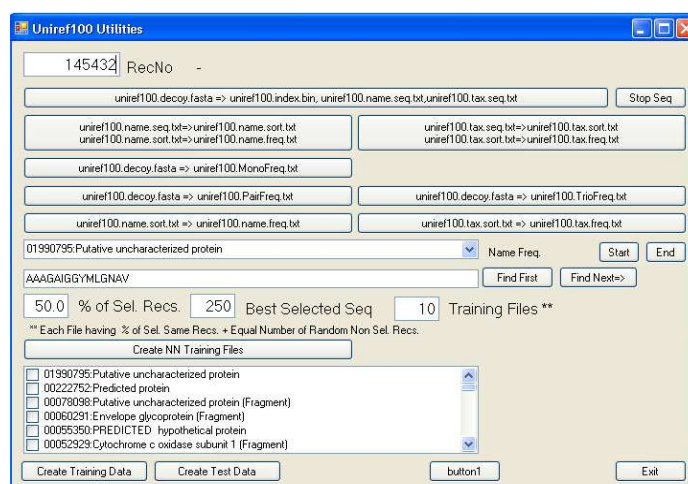 Uniref100 Utilities
145432 RecNo -
uniref100.decoy.fasta => uniref100.index.bin, uniref100.name.seq.txt,uniref100.tax.seq.txt Stop Seq
uniref100.name.seq.txt=>uniref100.name.sort.txt uniref100.tax.seq.txt=>uniref100.tax.sort.txt
uniref100.name.sort.txt=>uniref100.name.freq.txt uniref100.tax.sort.txt=>uniref100.tax.freq.txt
uniref100.decoy.fasta => uniref100.MonoFreq.txt
uniref100.decoy.fasta => uniref100.PairFreq.txt uniref100.decoy.fasta => uniref100.TrioFreq.txt
uniref100.name.sort.txt => uniref100.name.freq.txt uniref100.tax.sort.txt => uniref100.tax.freq.txt
01990795:Putative uncharacterized protein Name Freq. Start End
AAAGAIGGYMLGNAV Find First Find Next=>
50.0 % of Sel. Recs. 250 Best Selected Seq 10 Training Files **
** Each File having % of Sel. Same Recs. + Equal Number of Random Non Sel. Recs.
Create NN Training Files
01990795:Putative uncharacterized protein
00222752:Predicted protein
00078098:Putative uncharacterized protein (Fragment)
00060291:Envelope glycoprotein (Fragment)
00055350:PREDICTED hypothetical protein
00052929:Cytochrome c oxidase subunit 1 (Fragment)
Create Training Data Create Test Data button1 Exit